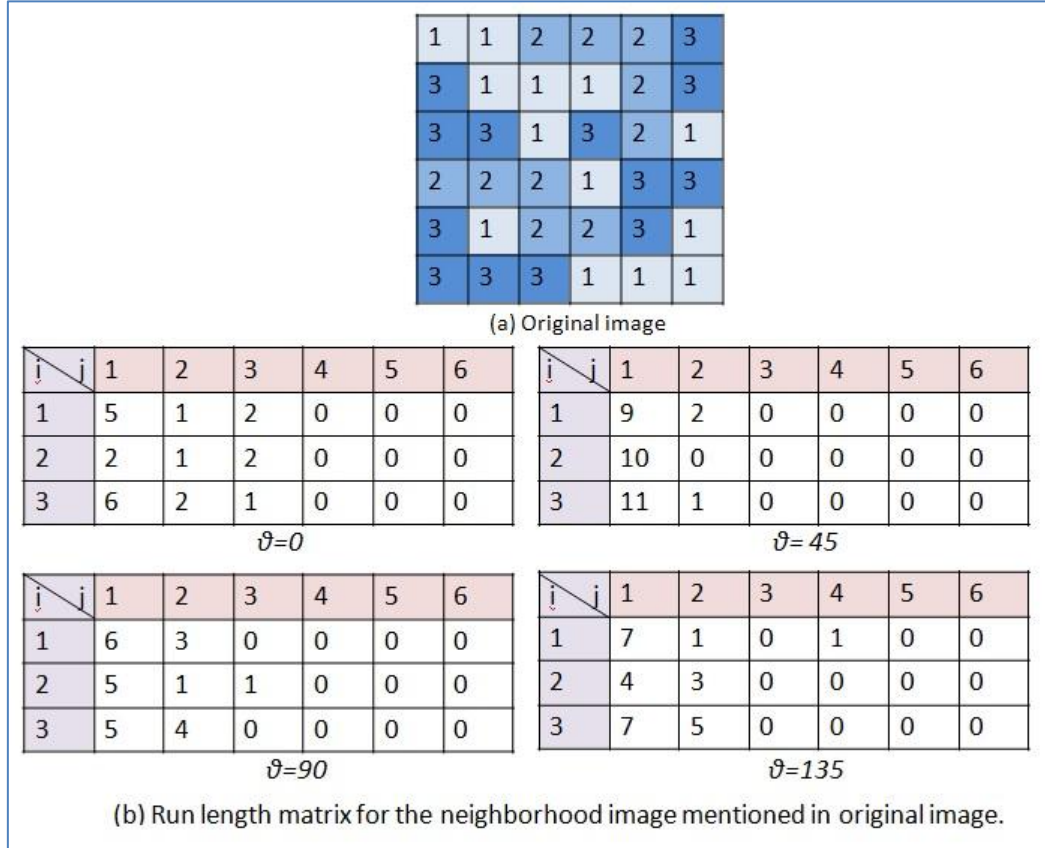 1 1 2 2 2 3
3 1 1 1 2 3
3 3 1 3 2 1
2 2 2 1 3 3
3 1 2 2 3 1
3 3 3 1 1 1
(a) Original image
i j 1 2 3 4 5 6
1 5 1 2 0 0 0
2 2 1 2 0 0 0
3 6 2 1 0 0 0
ϑ=0
i j 1 2 3 4 5 6
1 9 2 0 0 0 0
2 10 0 0 0 0 0
3 11 1 0 0 0 0
ϑ= 45
i j 1 2 3 4 5 6
1 6 3 0 0 0 0
2 5 1 1 0 0 0
3 5 4 0 0 0 0
ϑ=90
i j 1 2 3 4 5 6
1 7 1 0 1 0 0
2 4 3 0 0 0 0
3 7 5 0 0 0 0
ϑ=135
(b) Run length matrix for the neighborhood image mentioned in original image.